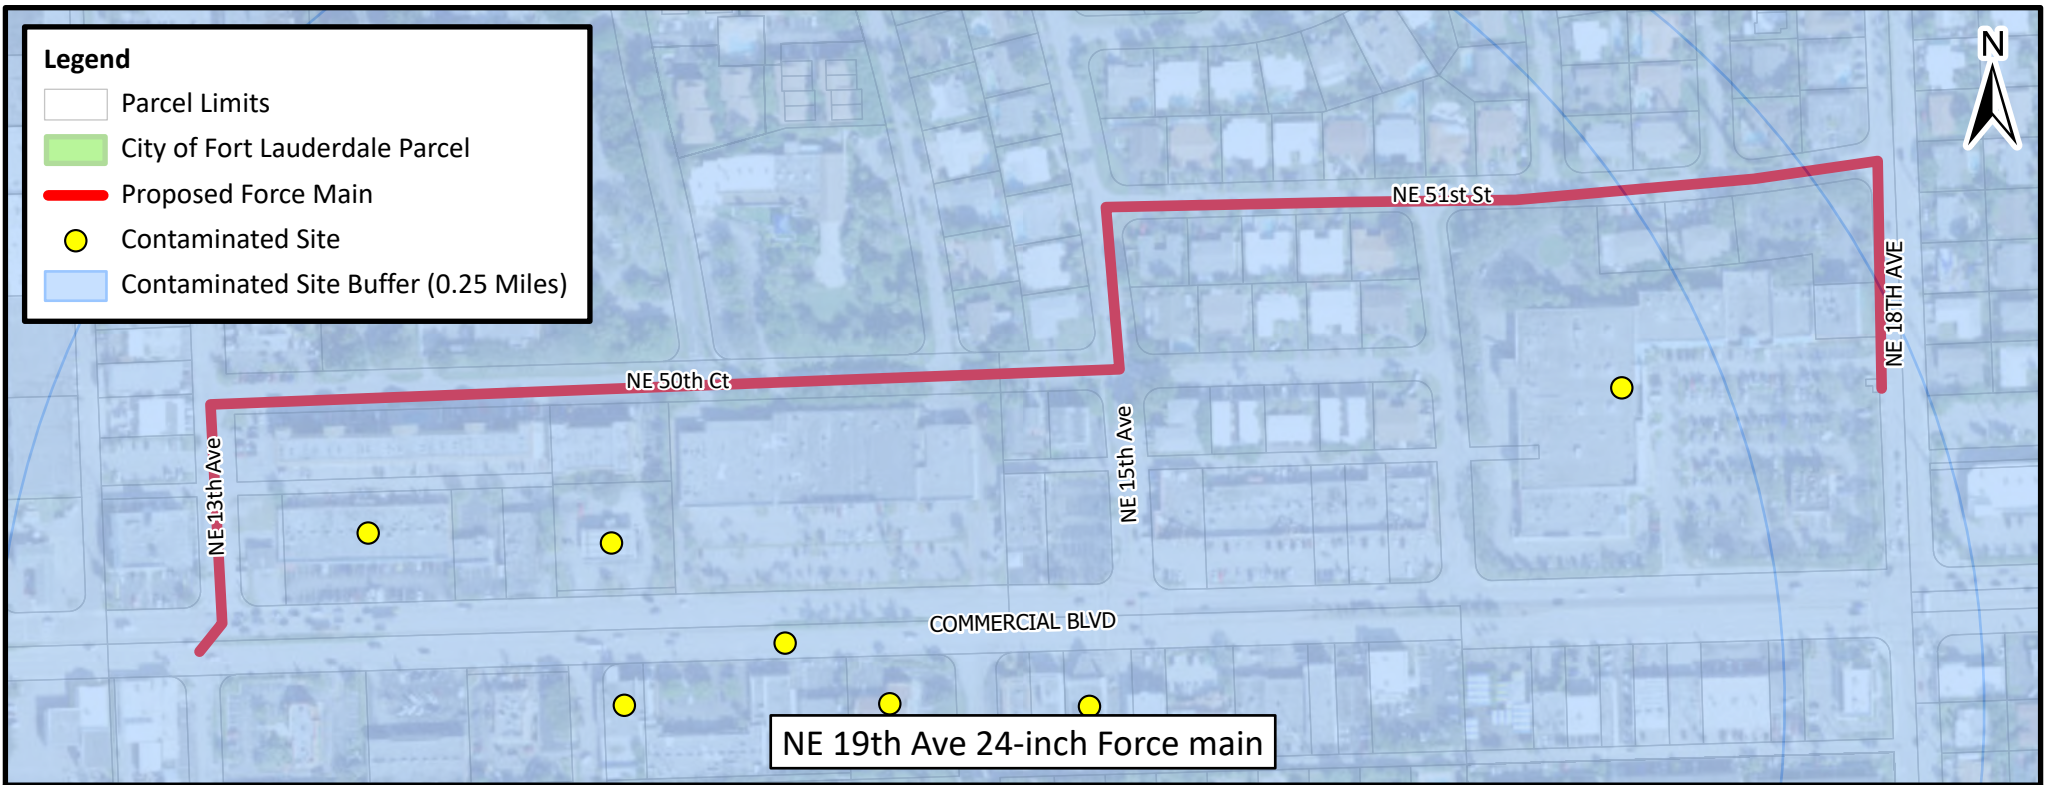 Legend
Parcel Limits
City of Fort Lauderdale Parcel
Proposed Force Main
Contaminated Site
Contaminated Site Buffer (0.25 Miles)
N
NE 51st St
NE 18TH AVE
NE 50th Ct
NE 13th Ave
NE 15th Ave
COMMERCIAL BLVD
NE 19th Ave 24-inch Force main